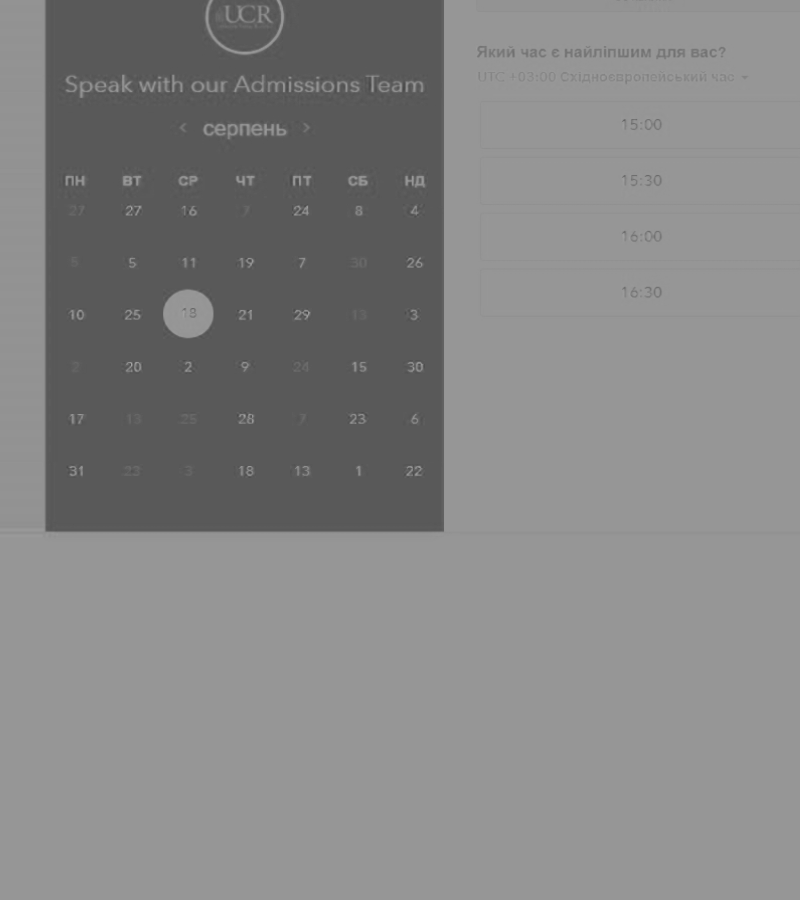 UCR
Speak with our Admissions Team
< серпень >
ПН ВТ СР ЧТ ПТ СБ НД
27 27 16 7 24 8 4
5 5 11 19 7 30 26
10 25 18 21 29 13 3
2 20 2 9 24 15 30
17 13 25 28 7 23 6
31 23 3 18 13 1 22
Який час є найліпшим для вас?
UTC +03:00 Східноєвропейський час
15:00
15:30
16:00
16:30